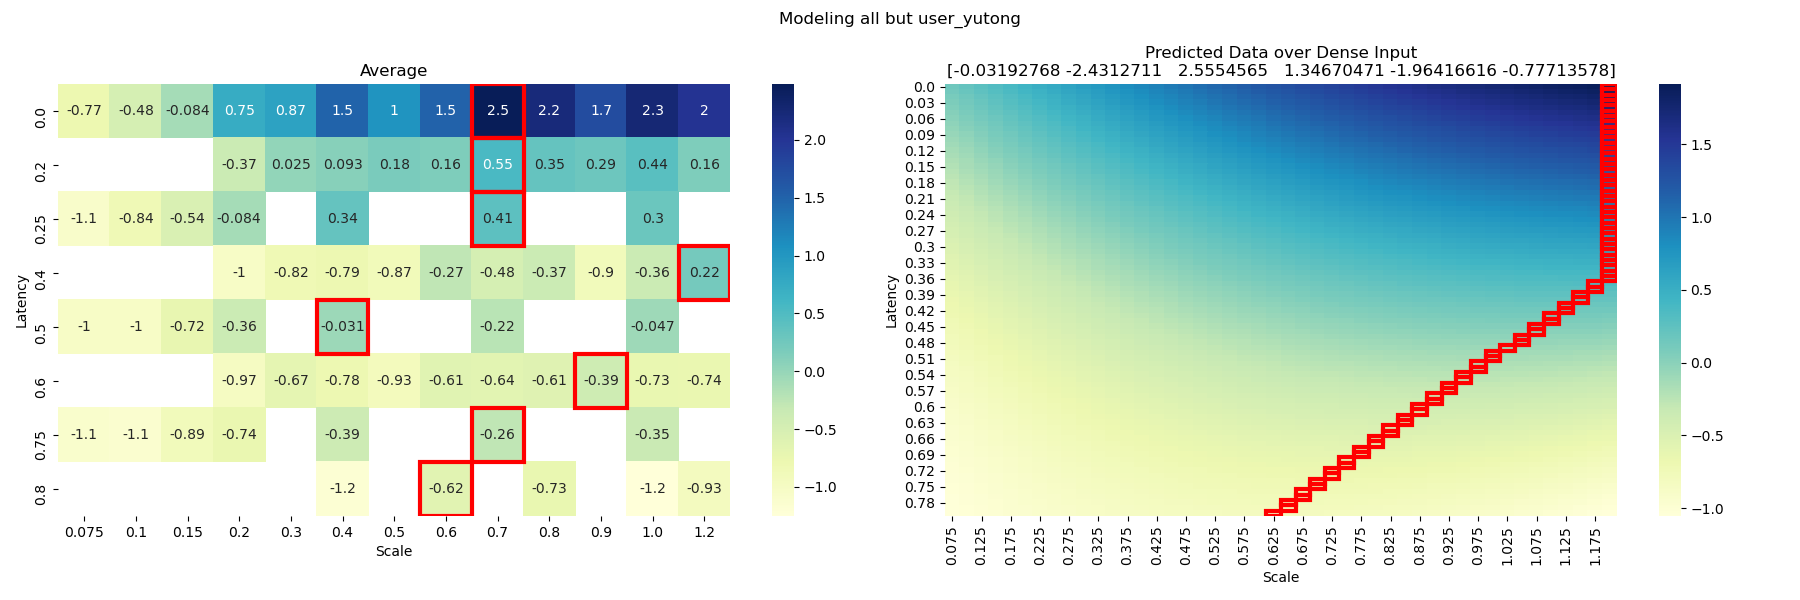 Modeling all but user_yutong
Average
0.0 -0.77 -0.48 -0.084 0.75 0.87 1.5 1 1.5 2.5 2.2 1.7 2.3 2
0.2 -0.37 0.025 0.093 0.18 0.16 0.55 0.35 0.29 0.44 0.16
0.25 -1.1 -0.84 -0.54 -0.084 0.34 0.41 0.3
0.4 -1 -0.82 -0.79 -0.87 -0.27 -0.48 -0.37 -0.9 -0.36 0.22
0.5 -1 -1 -0.72 -0.36 -0.031 -0.22 -0.047
0.6 -0.97 -0.67 -0.78 -0.93 -0.61 -0.64 -0.61 -0.39 -0.73 -0.74
0.75 -1.1 -1.1 -0.89 -0.74 -0.39 -0.26 -0.35
0.8 -1.2 -0.62 -0.73 -1.2 -0.93
Latency
0.075 0.1 0.15 0.2 0.3 0.4 0.5 0.6 0.7 0.8 0.9 1.0 1.2
Scale
2.0
1.5
1.0
0.5
0.0
-0.5
-1.0
Predicted Data over Dense Input
[-0.03192768 -2.4312711 2.5554565 1.34670471 -1.96416616 -0.77713578]
0.0
0.03
0.06
0.09
0.12
0.15
0.18
0.21
0.24
0.27
0.3
0.33
0.36
0.39
0.42
0.45
0.48
0.51
0.54
0.57
0.6
0.63
0.66
0.69
0.72
0.75
0.78
Latency
0.075 0.125 0.175 0.225 0.275 0.325 0.375 0.425 0.475 0.525 0.575 0.625 0.675 0.725 0.775 0.825 0.875 0.925 0.975 1.025 1.075 1.125 1.175
Scale
1.5
1.0
0.5
0.0
-0.5
-1.0